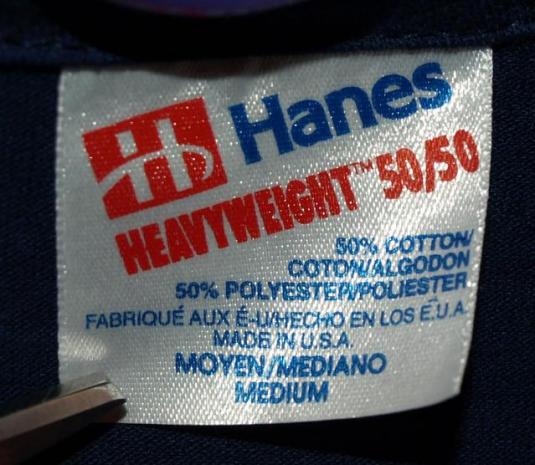 H Hanes
HEAVYWEIGHT™ 50/50
50% COTTON/
COTON/ALGODON
50% POLYESTER/POLIESTER
FABRIQUÉ AUX É-U/HECHO EN LOS E.U.A.
MADE IN U.S.A.
MOYEN/MEDIANO
MEDIUM